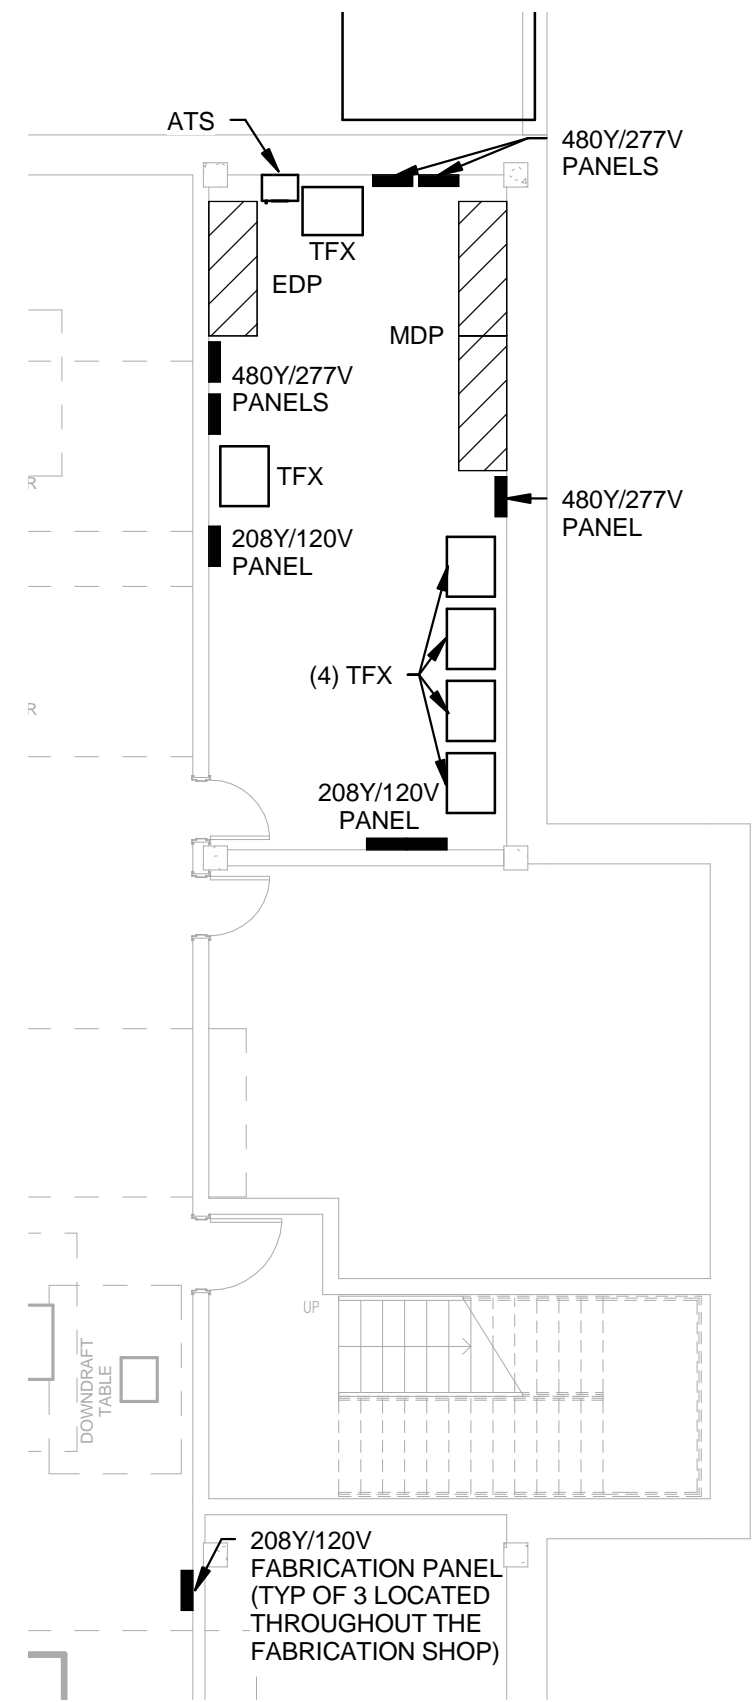 ATS
480Y/277V
PANELS
TFX
EDP
MDP
480Y/277V
PANELS
TFX
480Y/277V
PANEL
208Y/120V
PANEL
R
(4) TFX
R
208Y/120V
PANEL
UP
DOWNDRAFT
TABLE
208Y/120V
FABRICATION PANEL
(TYP OF 3 LOCATED
THROUGHOUT THE
FABRICATION SHOP)